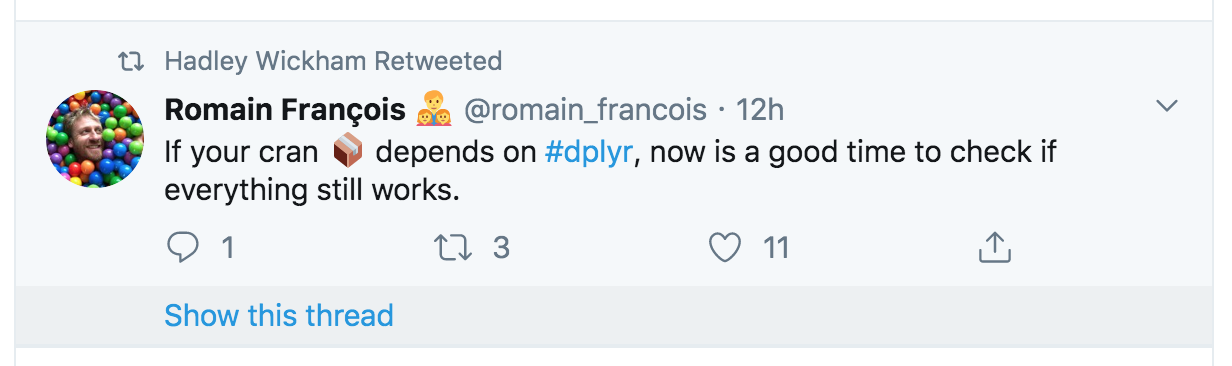 Hadley Wickham Retweeted
Romain François 👨‍👧‍👧 @romain_francois · 12h
If your cran 📦 depends on #dplyr, now is a good time to check if
everything still works.
1 3 11
Show this thread